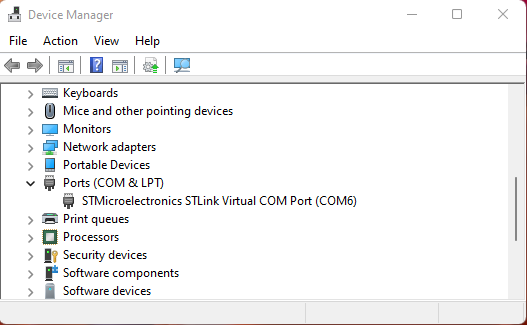 Device Manager
File Action View Help
Keyboards
Mice and other pointing devices
Monitors
Network adapters
Portable Devices
Ports (COM & LPT)
STMicroelectronics STLink Virtual COM Port (COM6)
Print queues
Processors
Security devices
Software components
Software devices